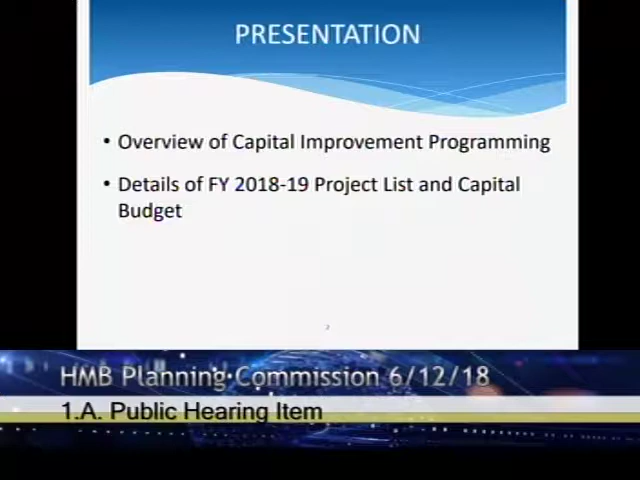 PRESENTATION
• Overview of Capital Improvement Programming
• Details of FY 2018-19 Project List and Capital
Budget
2
HMB Planning Commission 6/12/18
1.A. Public Hearing Item